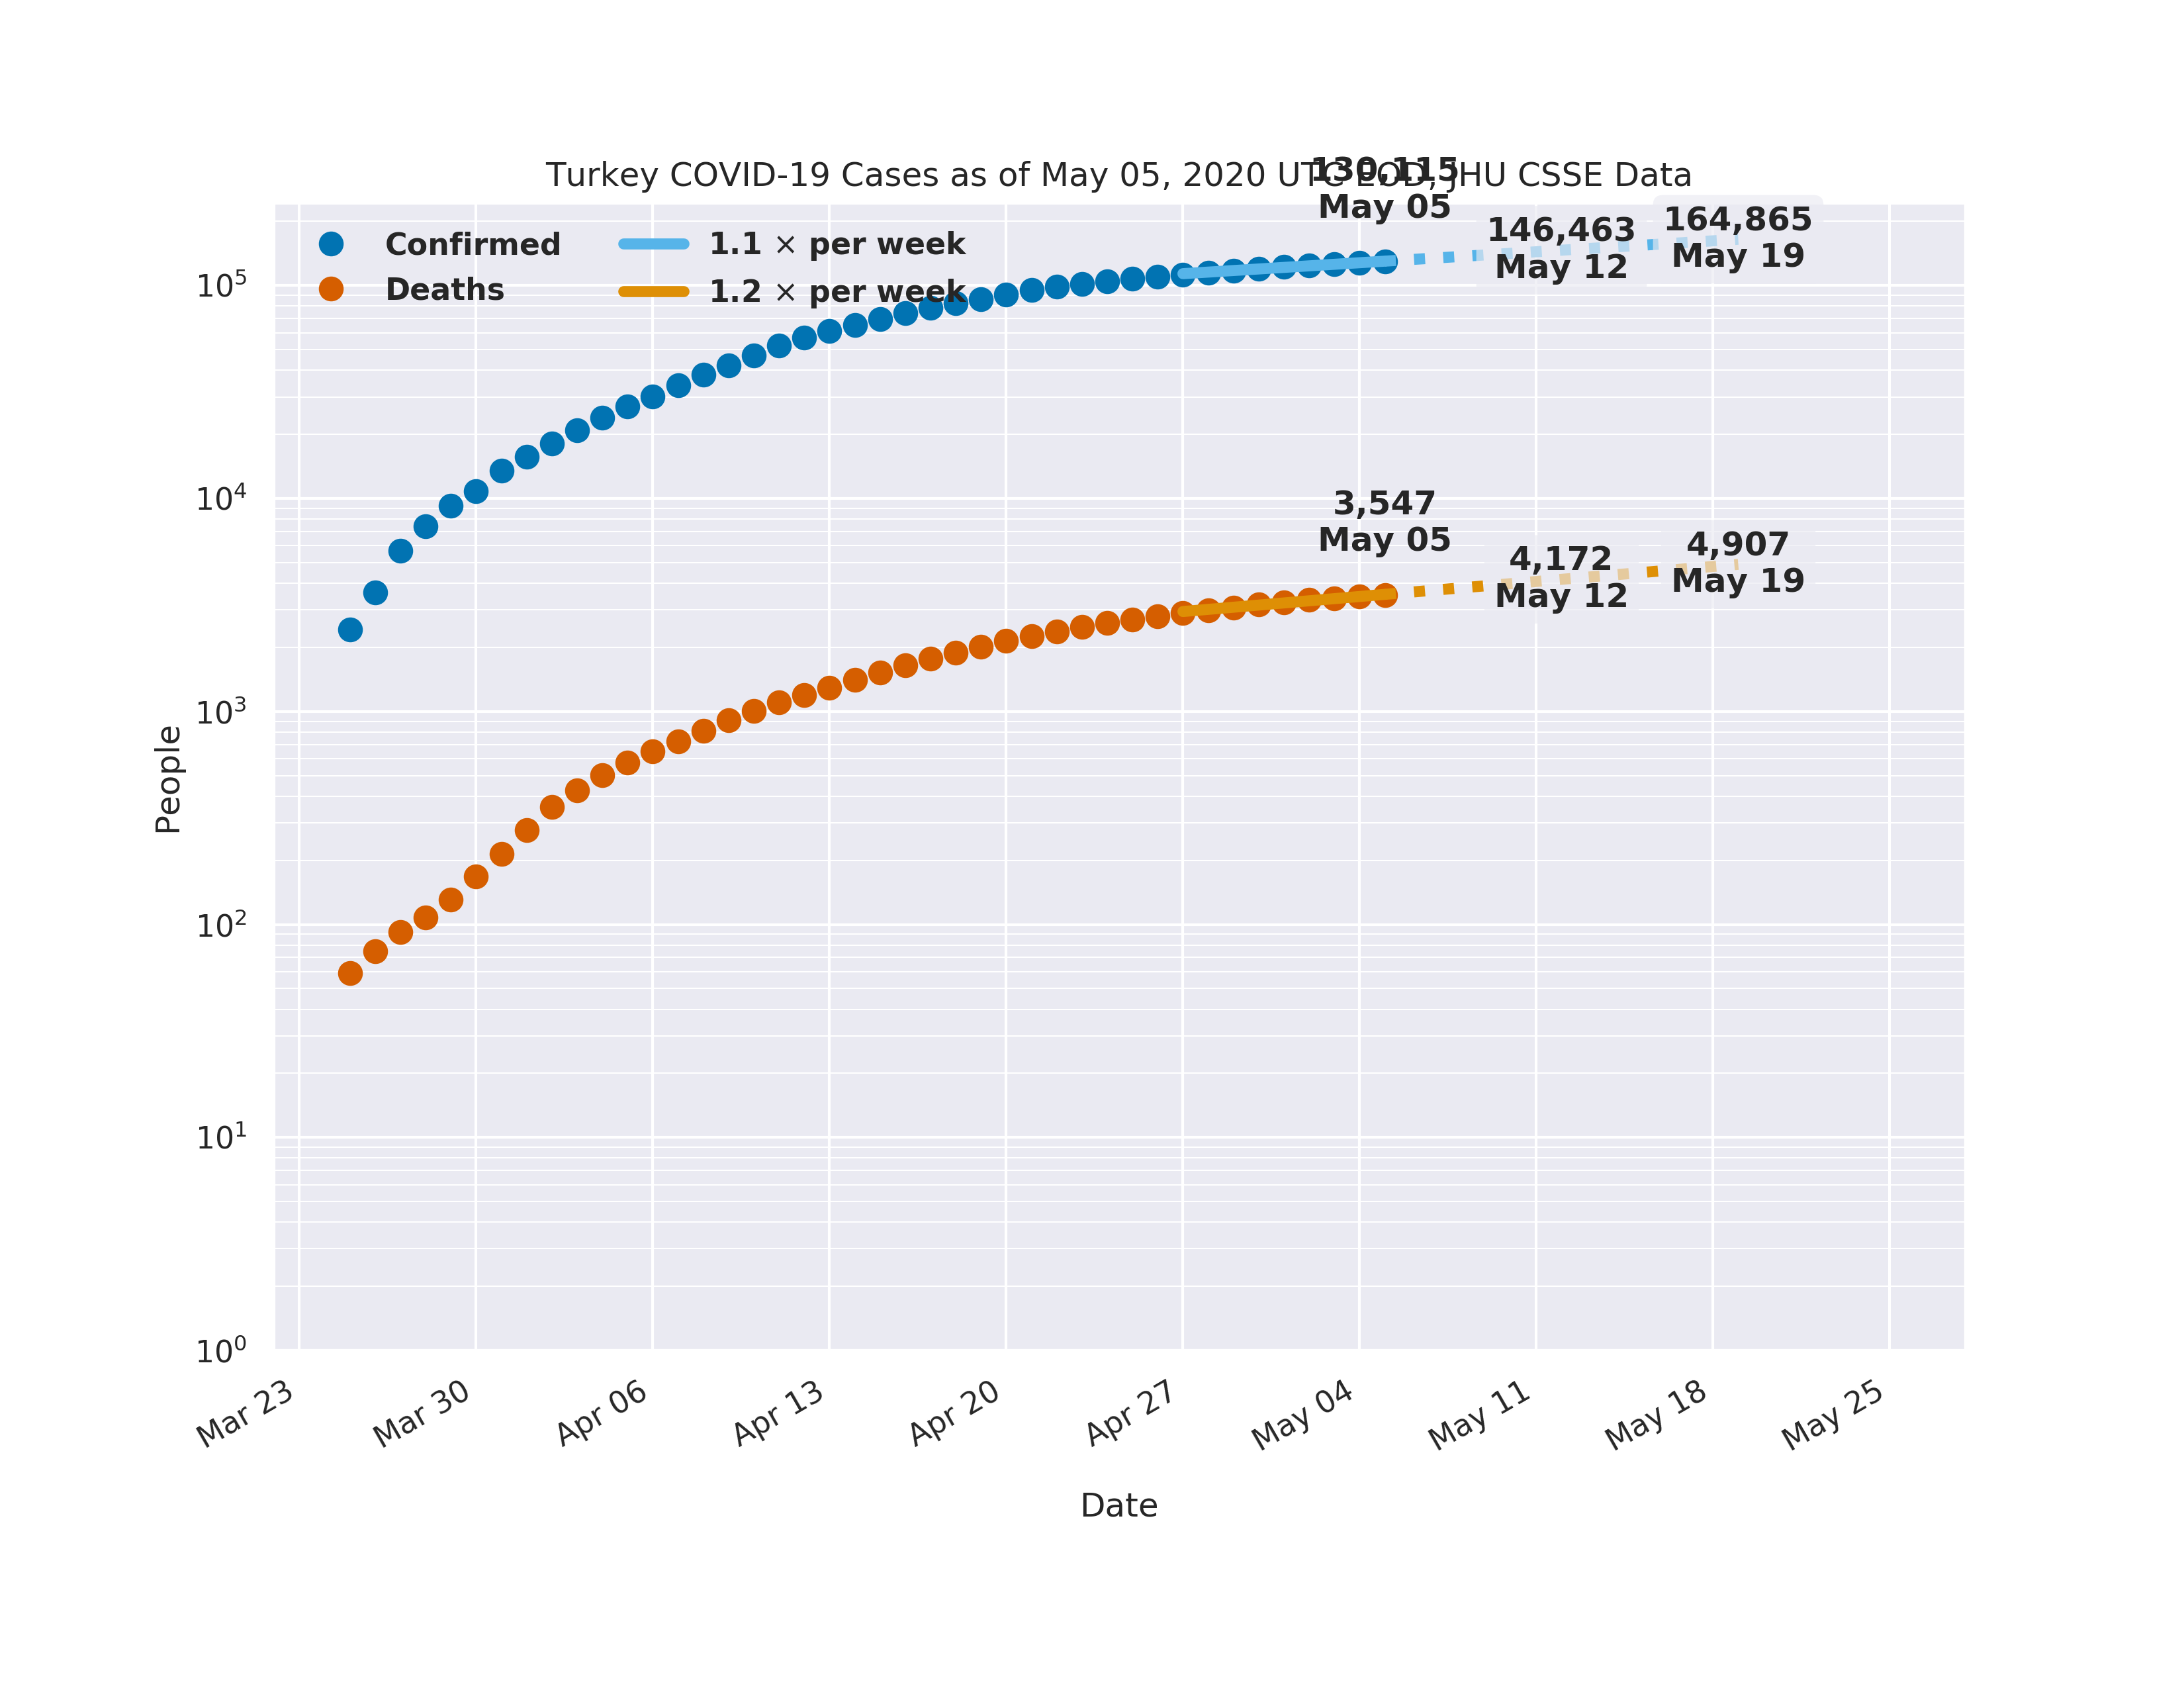 Turkey COVID-19 Cases as of May 05, 2020 UTC EOD, JHU CSSE Data
130,115
May 05
146,463
May 12
164,865
May 19
Confirmed
Deaths
1.1 × per week
1.2 × per week
3,547
May 05
4,172
May 12
4,907
May 19
People
10⁵
10⁴
10³
10²
10¹
10⁰
Mar 23
Mar 30
Apr 06
Apr 13
Apr 20
Apr 27
May 04
May 11
May 18
May 25
Date